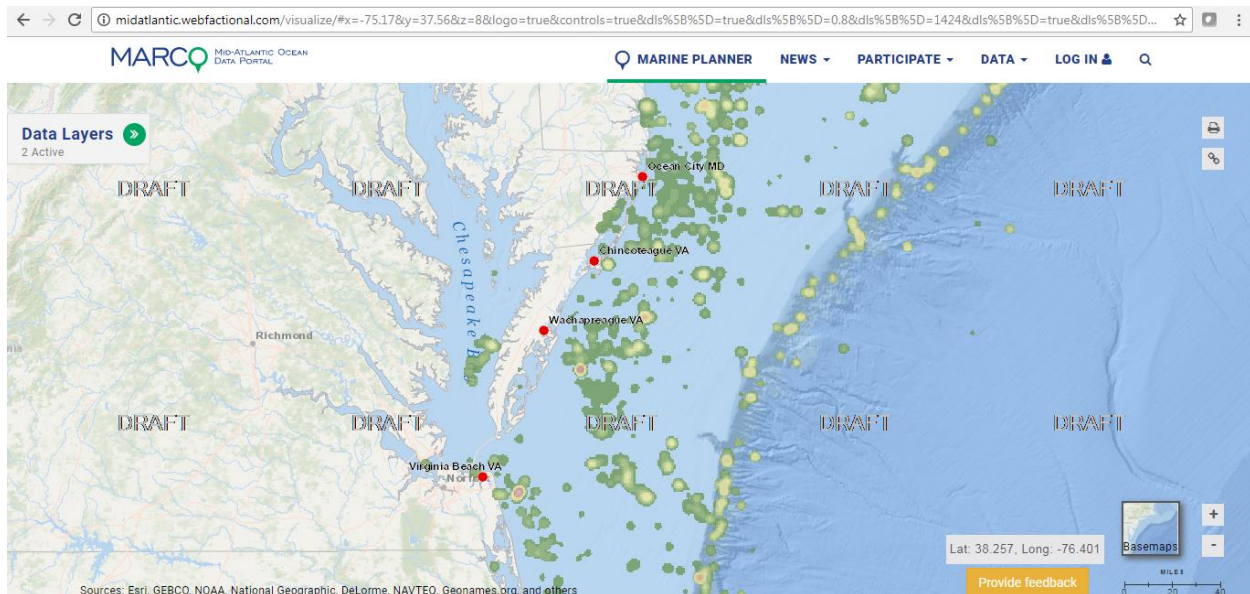 midatlantic.webfactional.com/visualize/#x=-75.17&y=37.56&z=8&logo=true&controls=true&dls%5B%5D=true&dls%5B%5D=0.8&dls%5B%5D=1424&dls%5B%5D=true&dls%5B%5D...
MARCO MID-ATLANTIC OCEAN
DATA PORTAL
MARINE PLANNER NEWS PARTICIPATE DATA LOG IN
Data Layers
2 Active
Ocean City MD
DRAFT DRAFT DRAFT DRAFT DRAFT
Chesapeake B
Chincoteague VA
Wachapreague VA
Richmond
DRAFT DRAFT DRAFT DRAFT DRAFT
Virginia Beach VA
Norf
Lat: 38.257, Long: -76.401
Basemaps
+
-
Provide feedback
MILES
0 20 40
Sources: Esri, GEBCO, NOAA, National Geographic, DeLorme, NAVTEQ, Geonames.org, and others